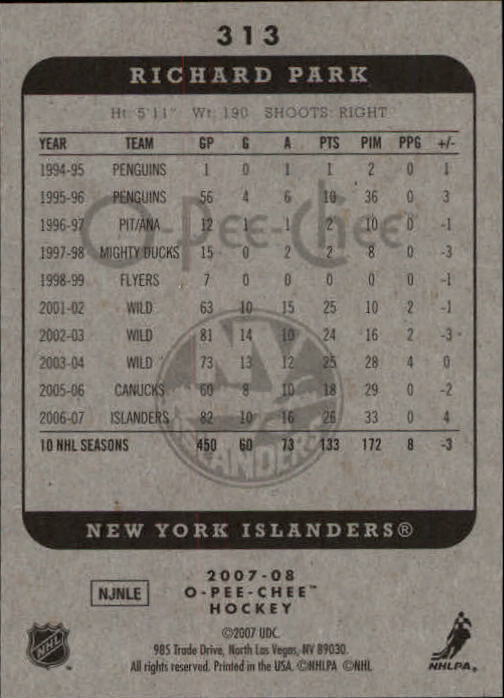 313
RICHARD PARK
Ht: 5'11" Wt: 190 SHOOTS: RIGHT
YEAR TEAM GP G A PTS PIM PPG +/-
1994-95 PENGUINS 1 0 1 1 2 0 1
1995-96 PENGUINS 56 4 6 10 36 0 3
1996-97 PIT/ANA 12 1 1 2 10 0 -1
1997-98 MIGHTY DUCKS 15 0 2 2 8 0 -3
1998-99 FLYERS 7 0 0 0 0 0 -1
2001-02 WILD 63 10 15 25 10 2 -1
2002-03 WILD 81 14 10 24 16 2 -3
2003-04 WILD 73 13 12 25 28 4 0
2005-06 CANUCKS 60 8 10 18 29 0 -2
2006-07 ISLANDERS 82 10 16 26 33 0 4
10 NHL SEASONS 450 60 73 133 172 8 -3
O-Pee-Chee
NY
ISLANDERS
NEW YORK ISLANDERS®
NJNLE
2007-08
O-PEE-CHEE™
HOCKEY
©2007 UDC.
985 Trade Drive, North Las Vegas, NV 89030.
All rights reserved. Printed in the USA. ©NHLPA ©NHL
NHL
NHLPA